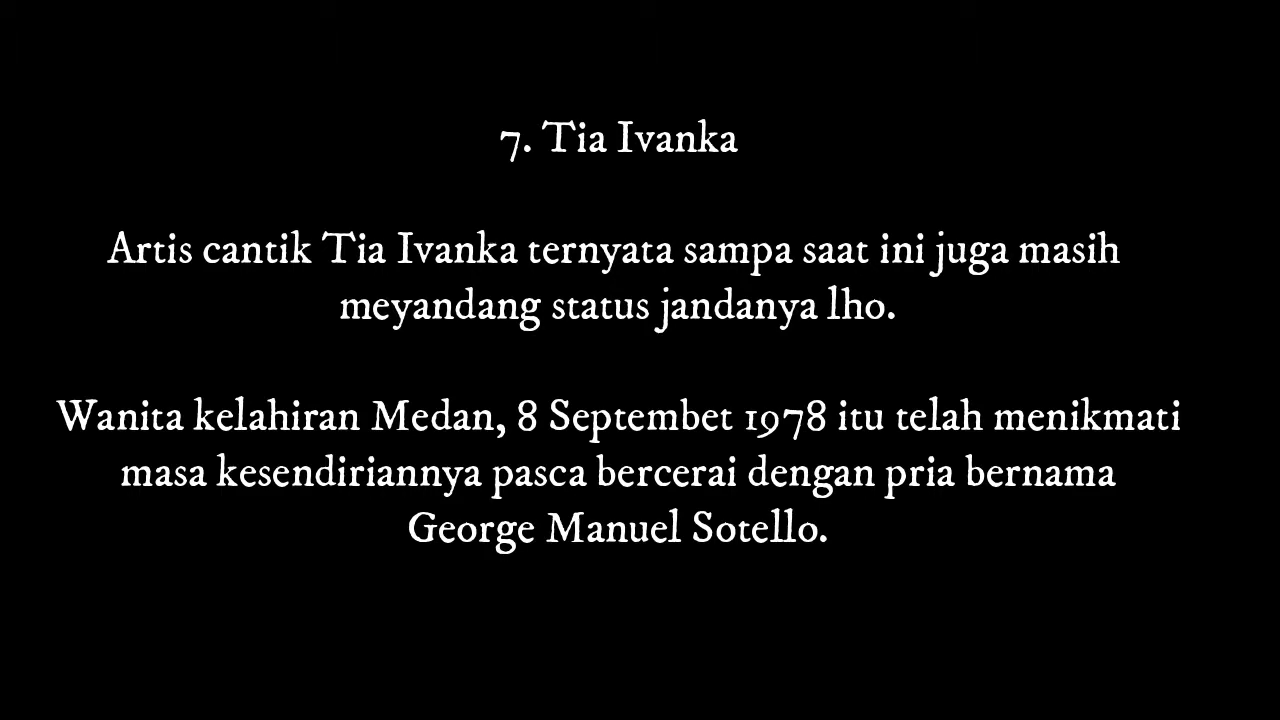 7. Tia Ivanka
Artis cantik Tia Ivanka ternyata sampa saat ini juga masih
meyandang status jandanya lho.
Wanita kelahiran Medan, 8 Septembet 1978 itu telah menikmati
masa kesendiriannya pasca bercerai dengan pria bernama
George Manuel Sotello.